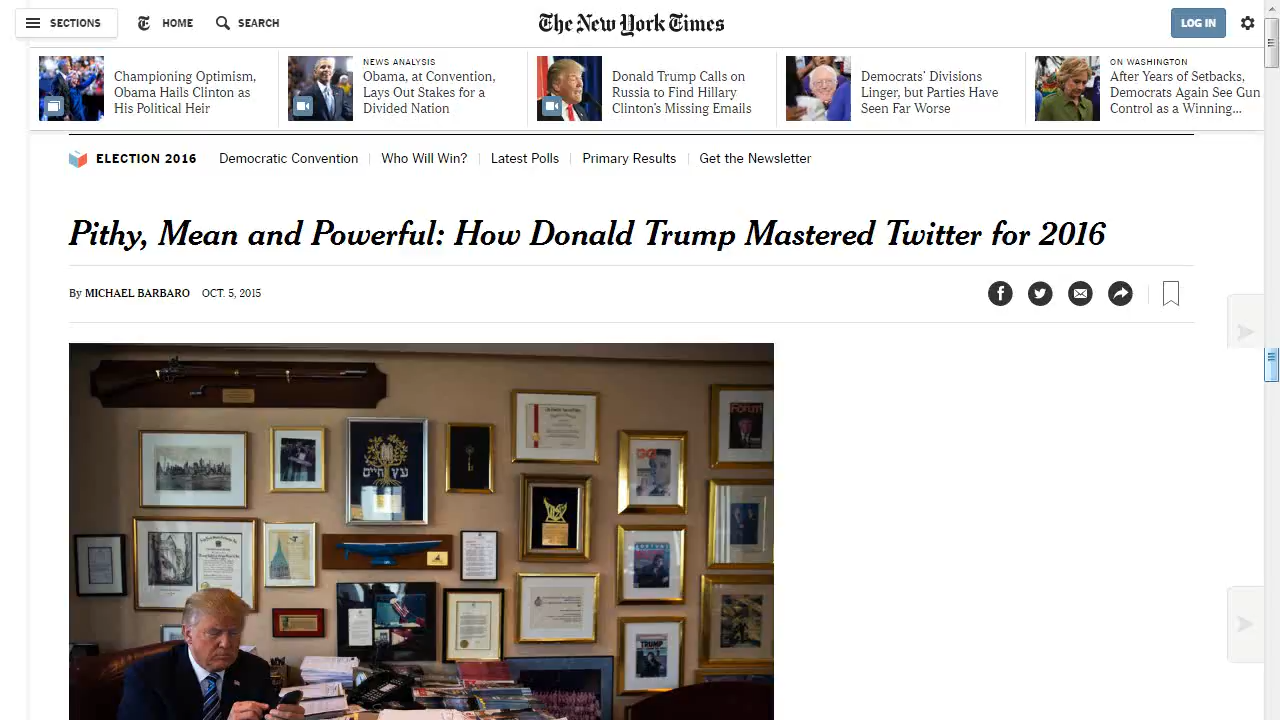 SECTIONS
HOME
SEARCH
The New York Times
LOG IN
Championing Optimism,
Obama Hails Clinton as
His Political Heir
NEWS ANALYSIS
Obama, at Convention,
Lays Out Stakes for a
Divided Nation
Donald Trump Calls on
Russia to Find Hillary
Clinton's Missing Emails
Democrats' Divisions
Linger, but Parties Have
Seen Far Worse
ON WASHINGTON
After Years of Setbacks,
Democrats Again See Gun
Control as a Winning...
ELECTION 2016
Democratic Convention
Who Will Win?
Latest Polls
Primary Results
Get the Newsletter
Pithy, Mean and Powerful: How Donald Trump Mastered Twitter for 2016
By MICHAEL BARBARO OCT. 5, 2015
Forum
GQ
עץ חיים
FORTUNE
TRUMP